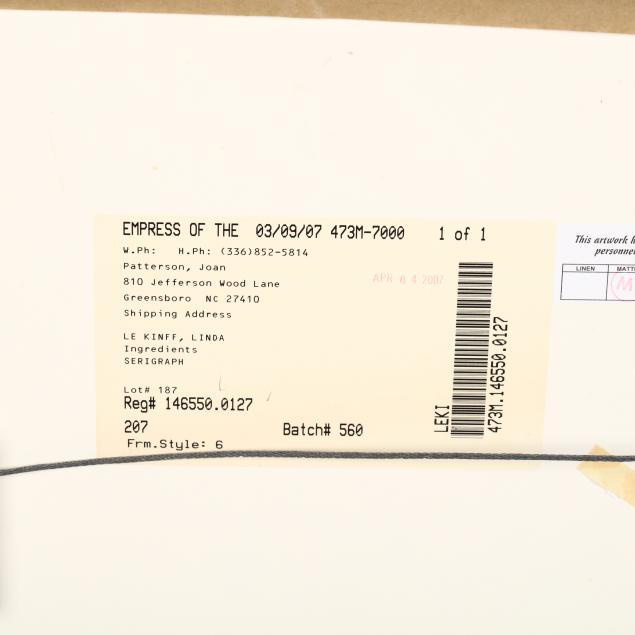 EMPRESS OF THE 03/09/07 473M-7000 1 of 1
W.Ph: H.Ph: (336)852-5814
Patterson, Joan
810 Jefferson Wood Lane
Greensboro NC 27410
Shipping Address
APR 04 2007
LE KINFF, LINDA
Ingredients
SERIGRAPH
Lot# 187
Reg# 146550.0127
207 Batch# 560
Frm.Style: 6
LEKI
473M.146550.0127
This artwork h
personne
LINEN MATT
M